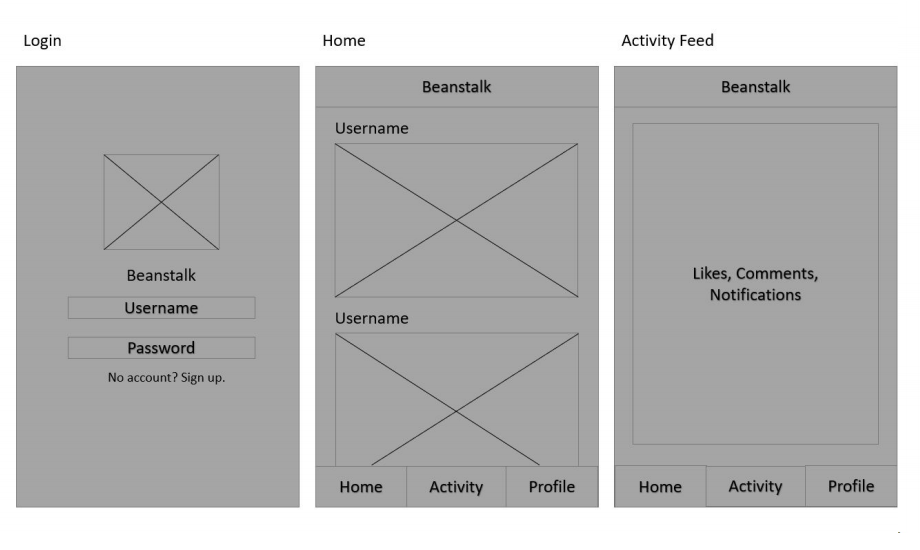 Login
Beanstalk
Username
Password
No account? Sign up.
Home
Beanstalk
Username
Username
Home Activity Profile
Activity Feed
Beanstalk
Likes, Comments,
Notifications
Home Activity Profile